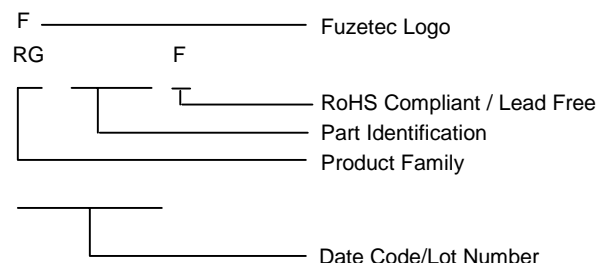 F Fuzetec Logo
RG F
RoHS Compliant / Lead Free
Part Identification
Product Family
Date Code/Lot Number